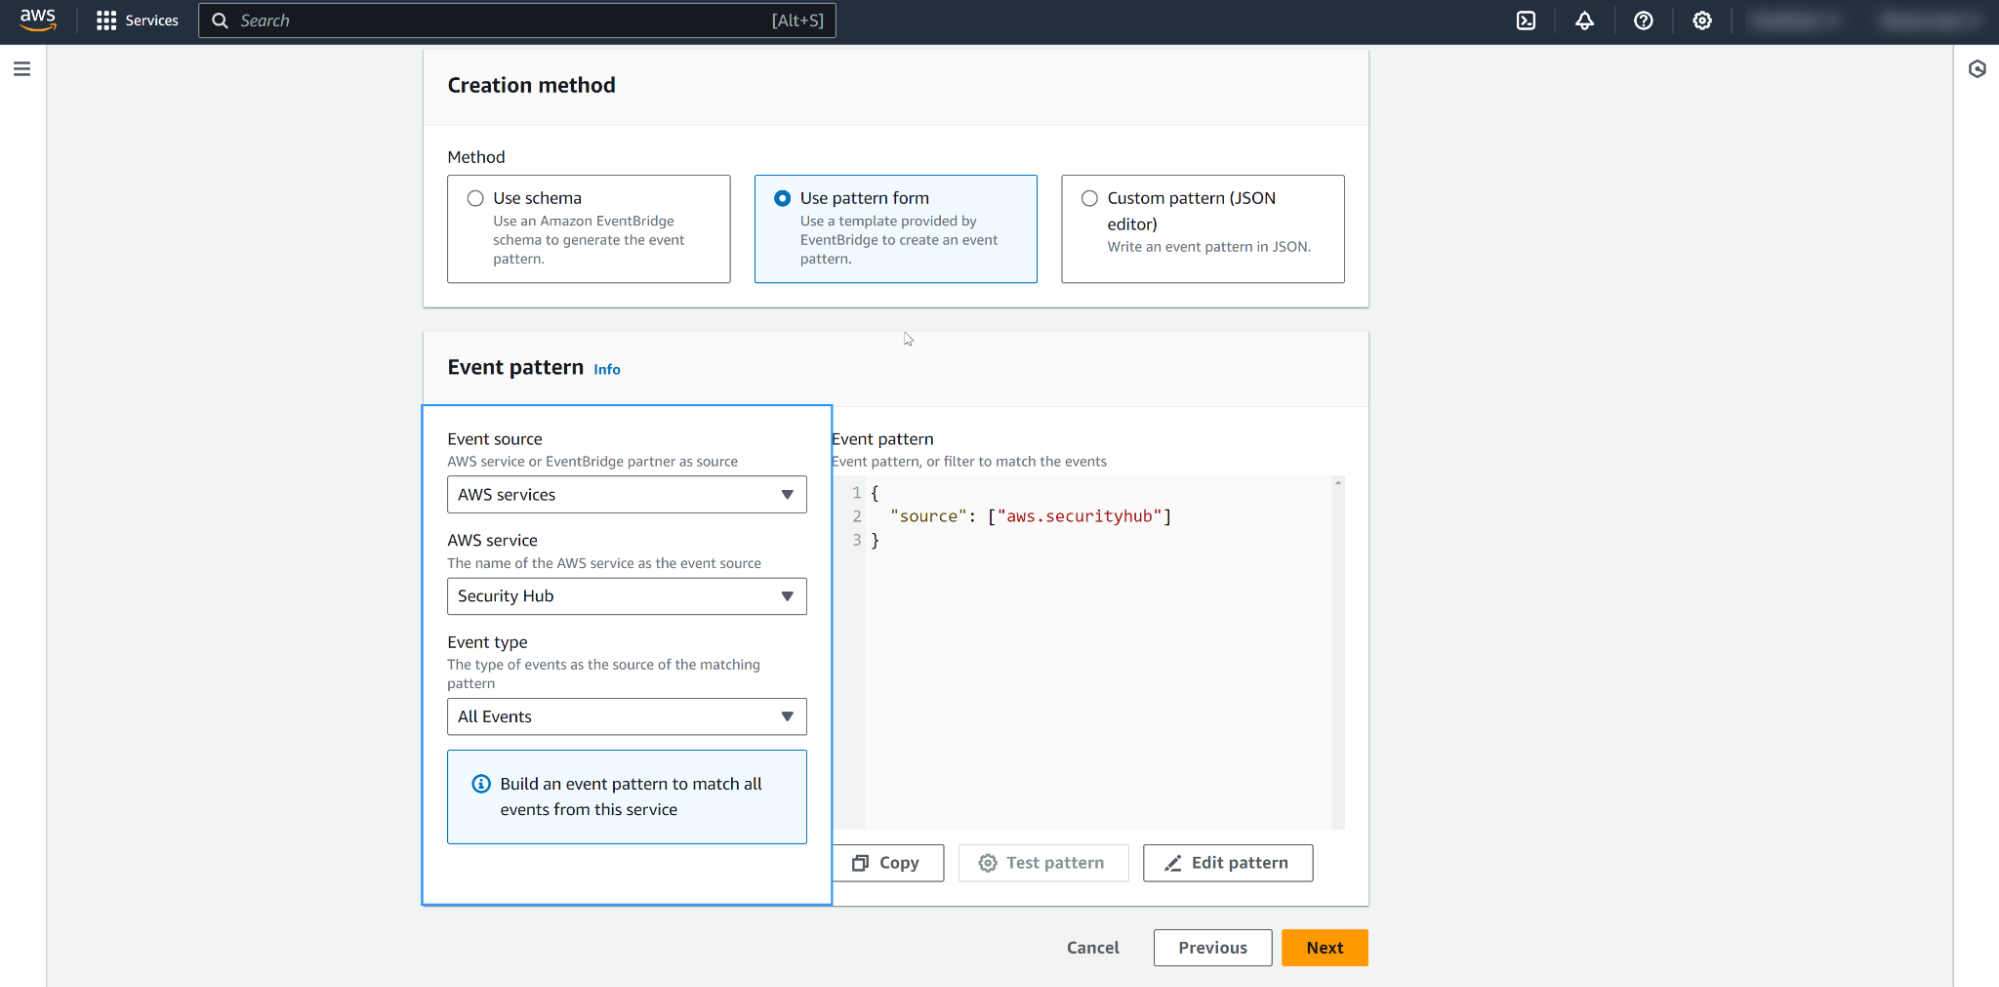 aws
Services
Search [Alt+S]
Creation method
Method
Use schema
Use an Amazon EventBridge
schema to generate the event
pattern.
Use pattern form
Use a template provided by
EventBridge to create an event
pattern.
Custom pattern (JSON
editor)
Write an event pattern in JSON.
Event pattern Info
Event source
AWS service or EventBridge partner as source
AWS services
AWS service
The name of the AWS service as the event source
Security Hub
Event type
The type of events as the source of the matching
pattern
All Events
Build an event pattern to match all
events from this service
Event pattern
Event pattern, or filter to match the events
1 {
2 "source": ["aws.securityhub"]
3 }
Copy
Test pattern
Edit pattern
Cancel
Previous
Next